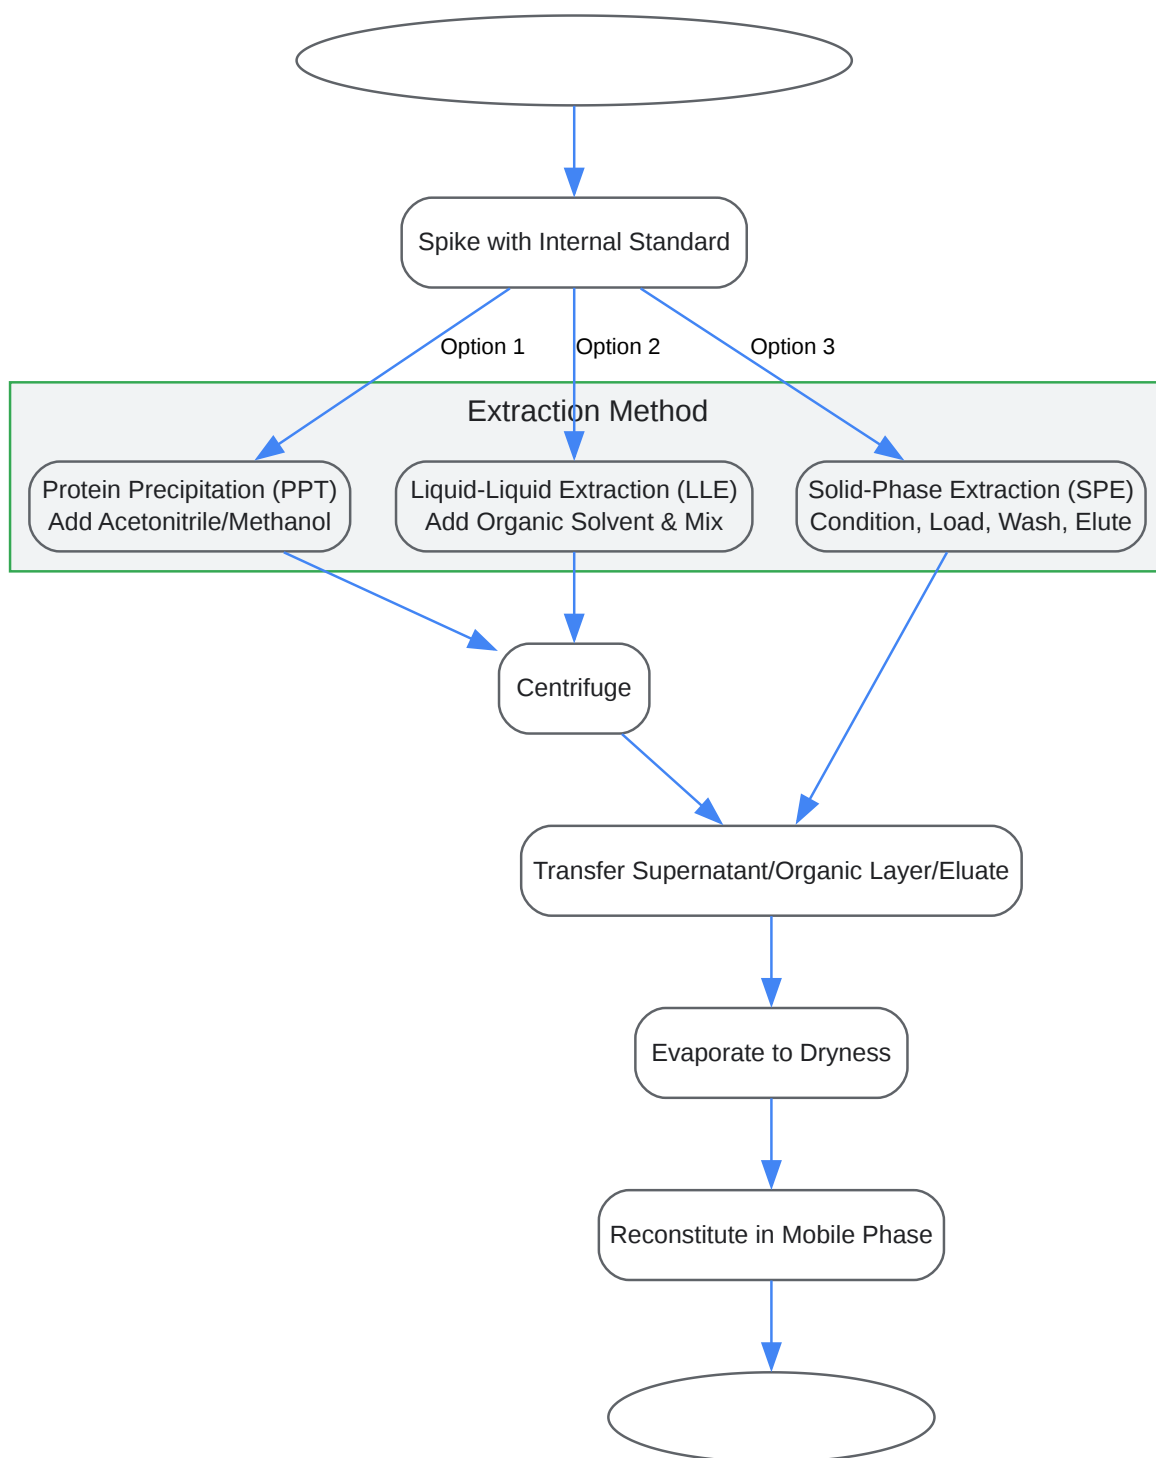 Spike with Internal Standard
Option 1
Option 2
Option 3
Extraction Method
Protein Precipitation (PPT)
Add Acetonitrile/Methanol
Liquid-Liquid Extraction (LLE)
Add Organic Solvent & Mix
Solid-Phase Extraction (SPE)
Condition, Load, Wash, Elute
Centrifuge
Transfer Supernatant/Organic Layer/Eluate
Evaporate to Dryness
Reconstitute in Mobile Phase